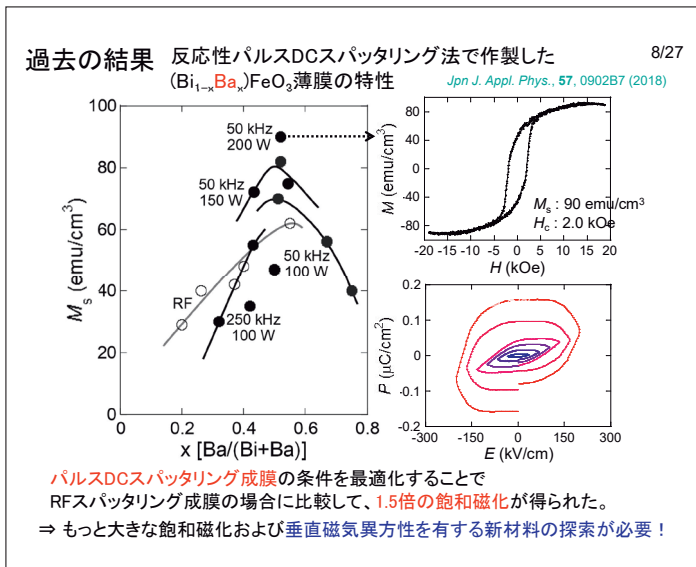 過去の結果 反応性パルスDCスパッタリング法で作製した
(Bi₁₋ₓBaₓ)FeO₃薄膜の特性
8/27
Jpn J. Appl. Phys., 57, 0902B7 (2018)
100
80
60
40
20
0
Mₛ (emu/cm³)
0 0.2 0.4 0.6 0.8
x [Ba/(Bi+Ba)]
50 kHz
200 W
50 kHz
150 W
50 kHz
100 W
RF
250 kHz
100 W
80
40
0
-40
-80
M (emu/cm³)
Mₛ : 90 emu/cm³
H꜀ : 2.0 kOe
-20 -15 -10 -5 0 5 10 15 20
H (kOe)
0.2
0.1
0
-0.1
-0.2
P (μC/cm²)
-300 -150 0 150 300
E (kV/cm)
パルスDCスパッタリング成膜の条件を最適化することで
RFスパッタリング成膜の場合に比較して、1.5倍の飽和磁化が得られた。
⇒ もっと大きな飽和磁化および垂直磁気異方性を有する新材料の探索が必要！